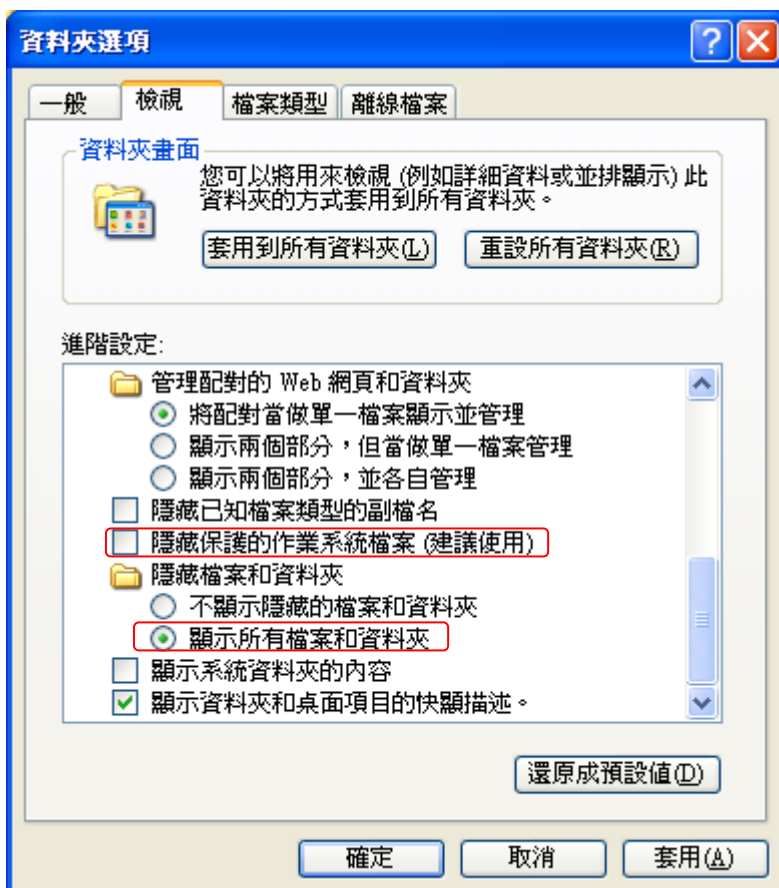 資料夾選項
一般
檢視
檔案類型
離線檔案
資料夾畫面
您可以將用來檢視 (例如詳細資料或並排顯示) 此
資料夾的方式套用到所有資料夾。
套用到所有資料夾(L)
重設所有資料夾(R)
進階設定:
管理配對的 Web 網頁和資料夾
將配對當做單一檔案顯示並管理
顯示兩個部分，但當做單一檔案管理
顯示兩個部分，並各自管理
隱藏已知檔案類型的副檔名
隱藏保護的作業系統檔案 (建議使用)
隱藏檔案和資料夾
不顯示隱藏的檔案和資料夾
顯示所有檔案和資料夾
顯示系統資料夾的內容
顯示資料夾和桌面項目的快顯描述。
還原成預設值(D)
確定
取消
套用(A)